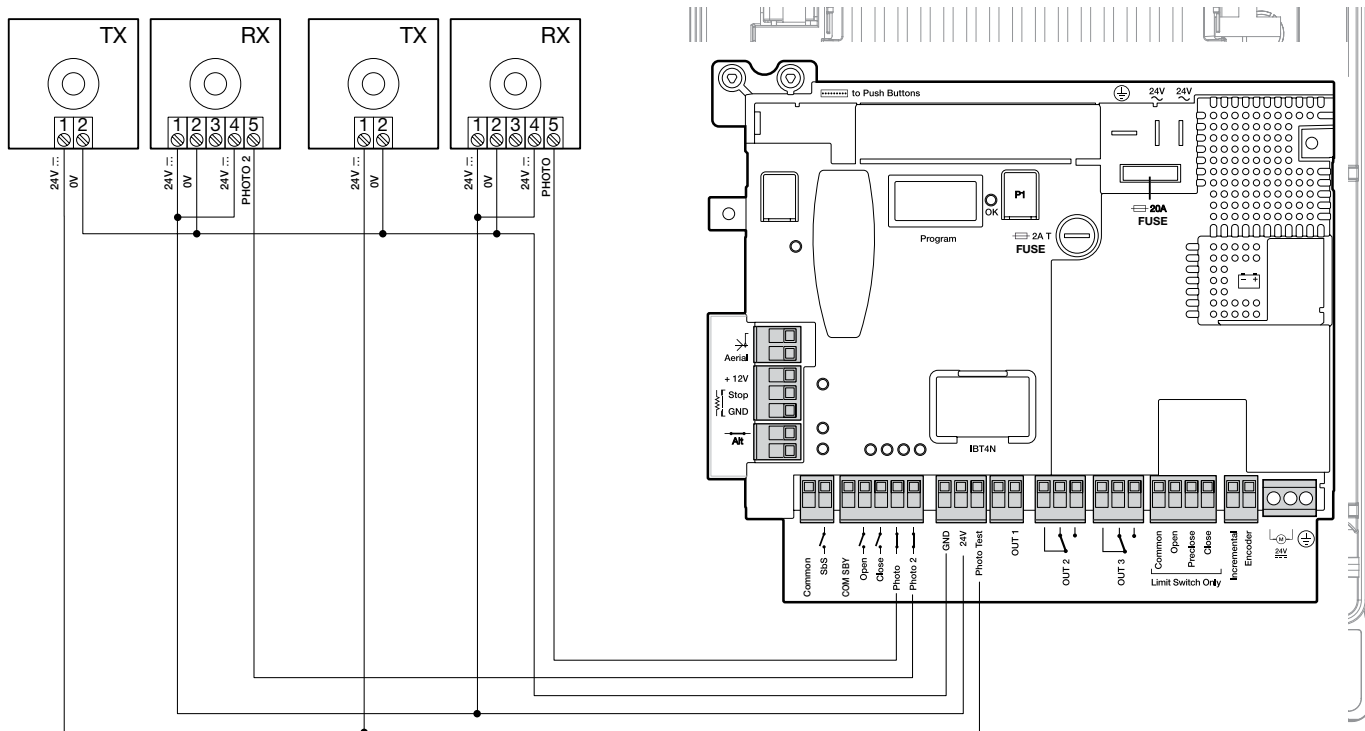 TX
RX
TX
RX
1 2
1 2 3 4 5
1 2
1 2 3 4 5
24V
0V
24V
0V
24V
PHOTO 2
24V
0V
24V
0V
24V
PHOTO
to Push Buttons
24V 24V
P1
OK
Program
20A
FUSE
2A T
FUSE
Aerial
+ 12V
Stop
GND
Alt
IBT4N
Common
SbS
COM SBY
Open
Close
Photo
Photo 2
GND
24V
Photo Test
OUT 1
OUT 2
OUT 3
Common
Open
Preclose
Close
Limit Switch Only
Incremental
Encoder
M
24V